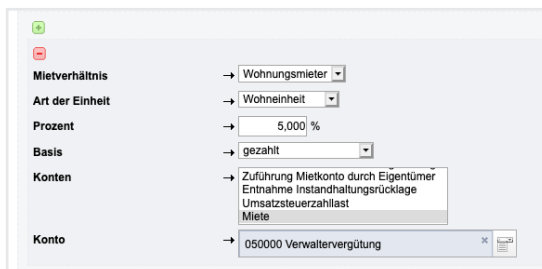 Mietverhältnis → Wohnungsmieter
Art der Einheit → Wohneinheit
Prozent → 5,000 %
Basis → gezahlt
Konten → Zuführung Mietkonto durch Eigentümer
Entnahme Instandhaltungsrücklage
Umsatzsteuerzahllast
Miete
Konto → 050000 Verwaltervergütung